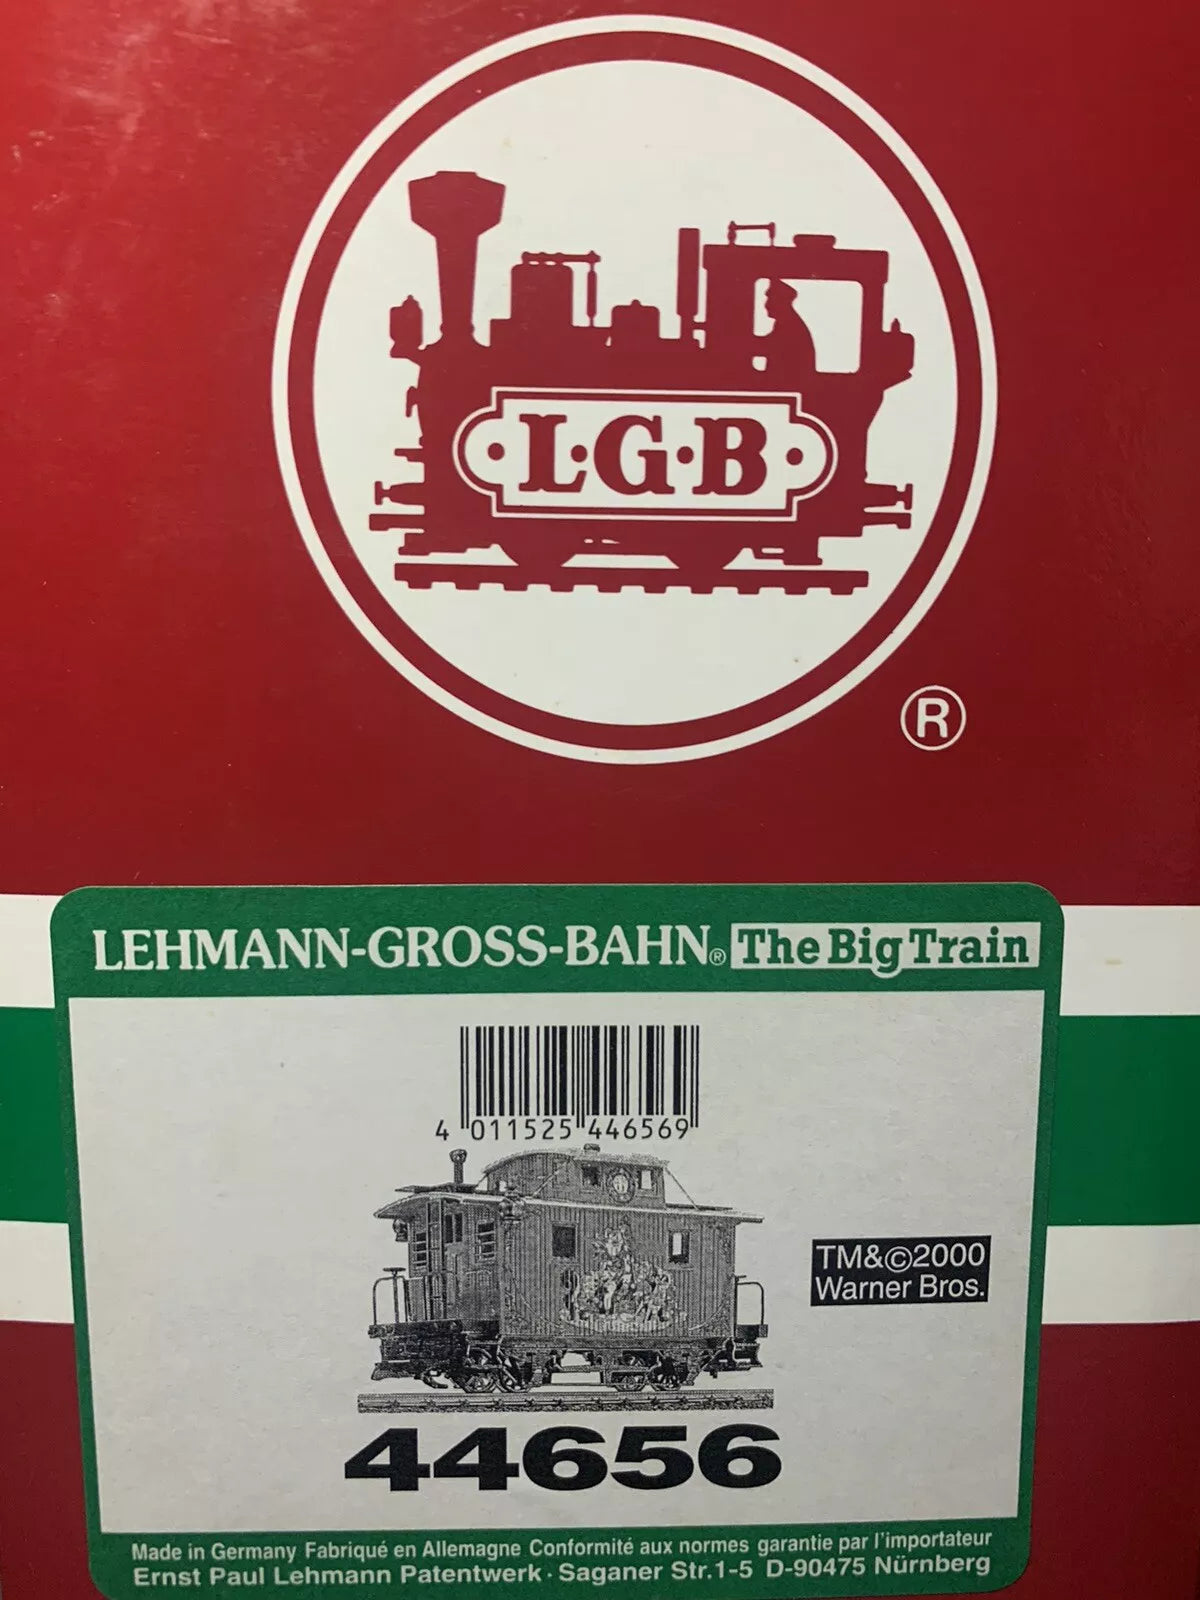 L·G·B
®
LEHMANN-GROSS-BAHN® The Big Train
4 011525 446569
TM&©2000
Warner Bros.
44656
Made in Germany Fabriqué en Allemagne Conformité aux normes garantie par l'importateur
Ernst Paul Lehmann Patentwerk · Saganer Str.1-5 D-90475 Nürnberg